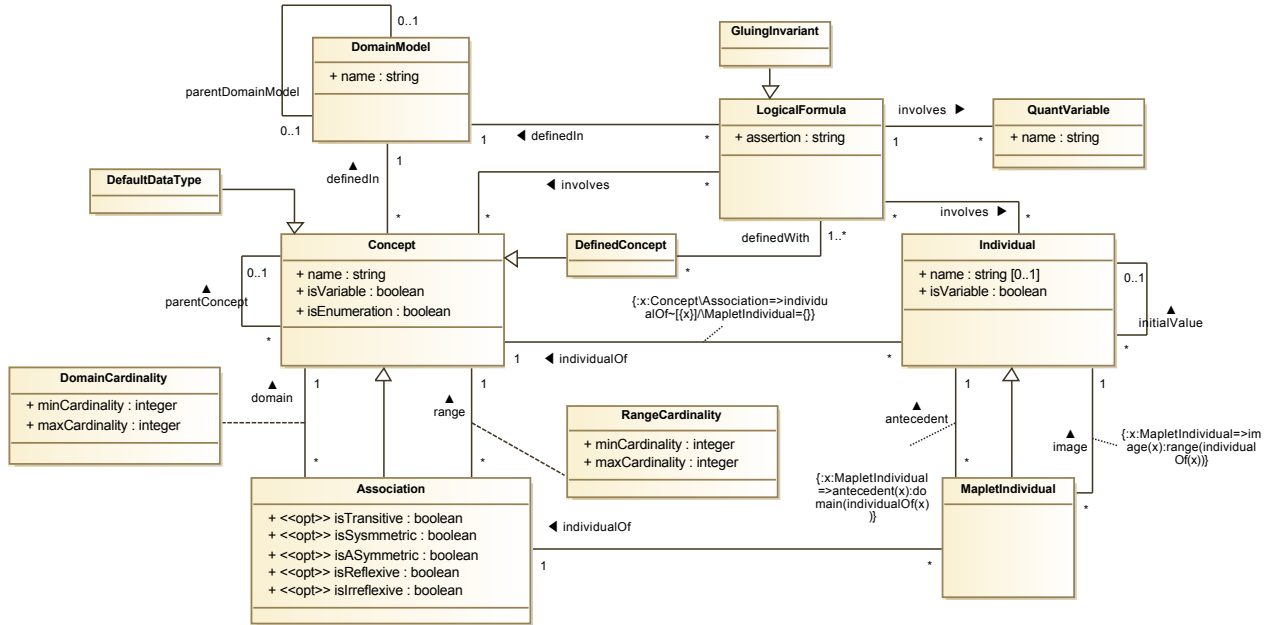 0..1
GluingInvariant
DomainModel
+ name : string
parentDomainModel
0..1
LogicalFormula
+ assertion : string
involves ▶
1
*
QuantVariable
+ name : string
1
◀ definedIn
*
▲
definedIn
1
*
DefaultDataType
◀ involves
*
*
involves ▶
*
*
definedWith
1..*
DefinedConcept
*
Concept
+ name : string
+ isVariable : boolean
+ isEnumeration : boolean
0..1
▲
parentConcept
*
Individual
+ name : string [0..1]
+ isVariable : boolean
0..1
▲
initialValue
*
{:x:Concept\Association=>individu
alOf~[{x}]/\MapletIndividual={}}
1
◀ individualOf
*
DomainCardinality
+ minCardinality : integer
+ maxCardinality : integer
▲
domain
1
*
▲
range
1
*
RangeCardinality
+ minCardinality : integer
+ maxCardinality : integer
▲
antecedent
1
*
▲
image
1
*
{:x:MapletIndividual=>im
age(x):range(individual
Of(x))}
{:x:MapletIndividual
=>antecedent(x):do
main(individualOf(x)
)}
Association
+ <<opt>> isTransitive : boolean
+ <<opt>> isSysmmetric : boolean
+ <<opt>> isASymmetric : boolean
+ <<opt>> isReflexive : boolean
+ <<opt>> isIrreflexive : boolean
◀ individualOf
1
*
MapletIndividual